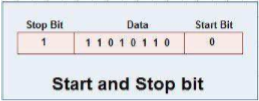 Stop Bit Data Start Bit
1 1 1 0 1 0 1 1 0 0
Start and Stop bit